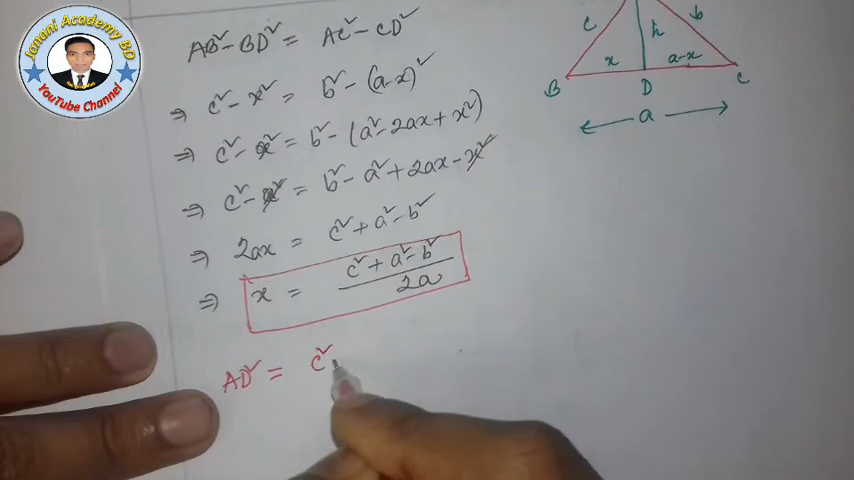 Janani Academy BD
YouTube Channel
AB² - BD² = AC² - CD²
⇒ c² - x² = b² - (a-x)²
⇒ c² - x² = b² - (a² - 2ax + x²)
⇒ c² - x² = b² - a² + 2ax - x²
⇒ 2ax = c² + a² - b²
⇒ x = c² + a² - b² / 2a
AD² = c²
c h b
x a-x
B D C
a